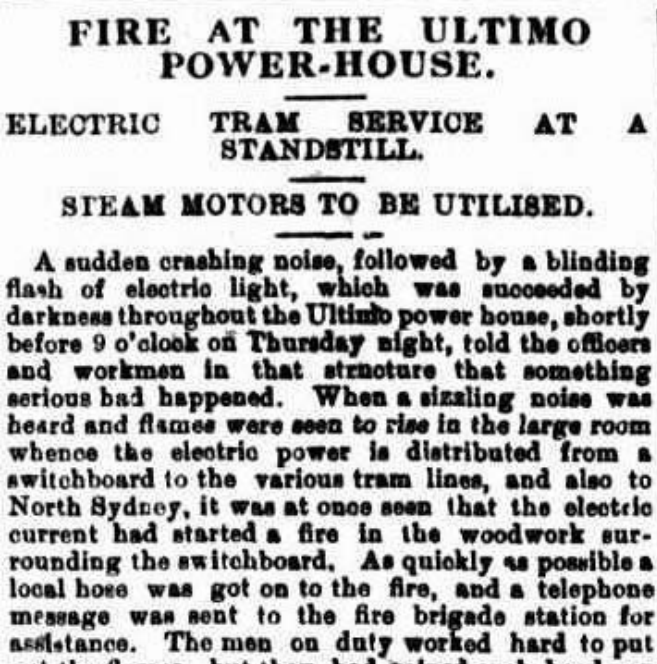 FIRE AT THE ULTIMO
POWER-HOUSE.
ELECTRIC TRAM SERVICE AT A
STANDSTILL.
STEAM MOTORS TO BE UTILISED.
A sudden crashing noise, followed by a blinding
flash of electric light, which was succeeded by
darkness throughout the Ultimo power house, shortly
before 9 o'clock on Thursday night, told the officers
and workmen in that structure that something
serious had happened. When a sizzling noise was
heard and flames were seen to rise in the large room
whence the electric power is distributed from a
switchboard to the various tram lines, and also to
North Sydney, it was at once seen that the electric
current had started a fire in the woodwork sur-
rounding the switchboard. As quickly as possible a
local hose was got on to the fire, and a telephone
message was sent to the fire brigade station for
assistance. The men on duty worked hard to put